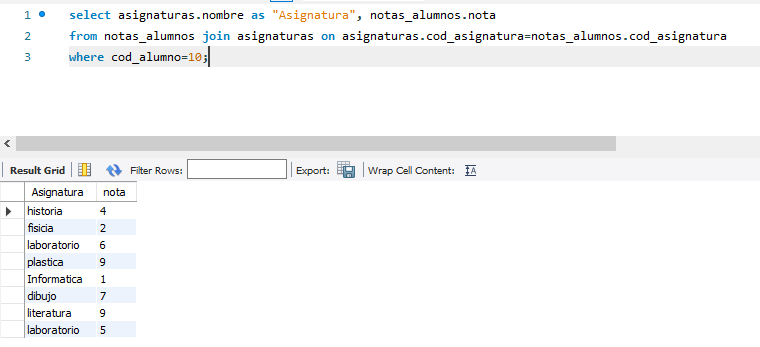 1 select asignaturas.nombre as "Asignatura", notas_alumnos.nota
2 from notas_alumnos join asignaturas on asignaturas.cod_asignatura=notas_alumnos.cod_asignatura
3 where cod_alumno=10;
Result Grid Filter Rows: Export: Wrap Cell Content: IA
Asignatura nota
historia 4
fisicia 2
laboratorio 6
plastica 9
Informatica 1
dibujo 7
literatura 9
laboratorio 5